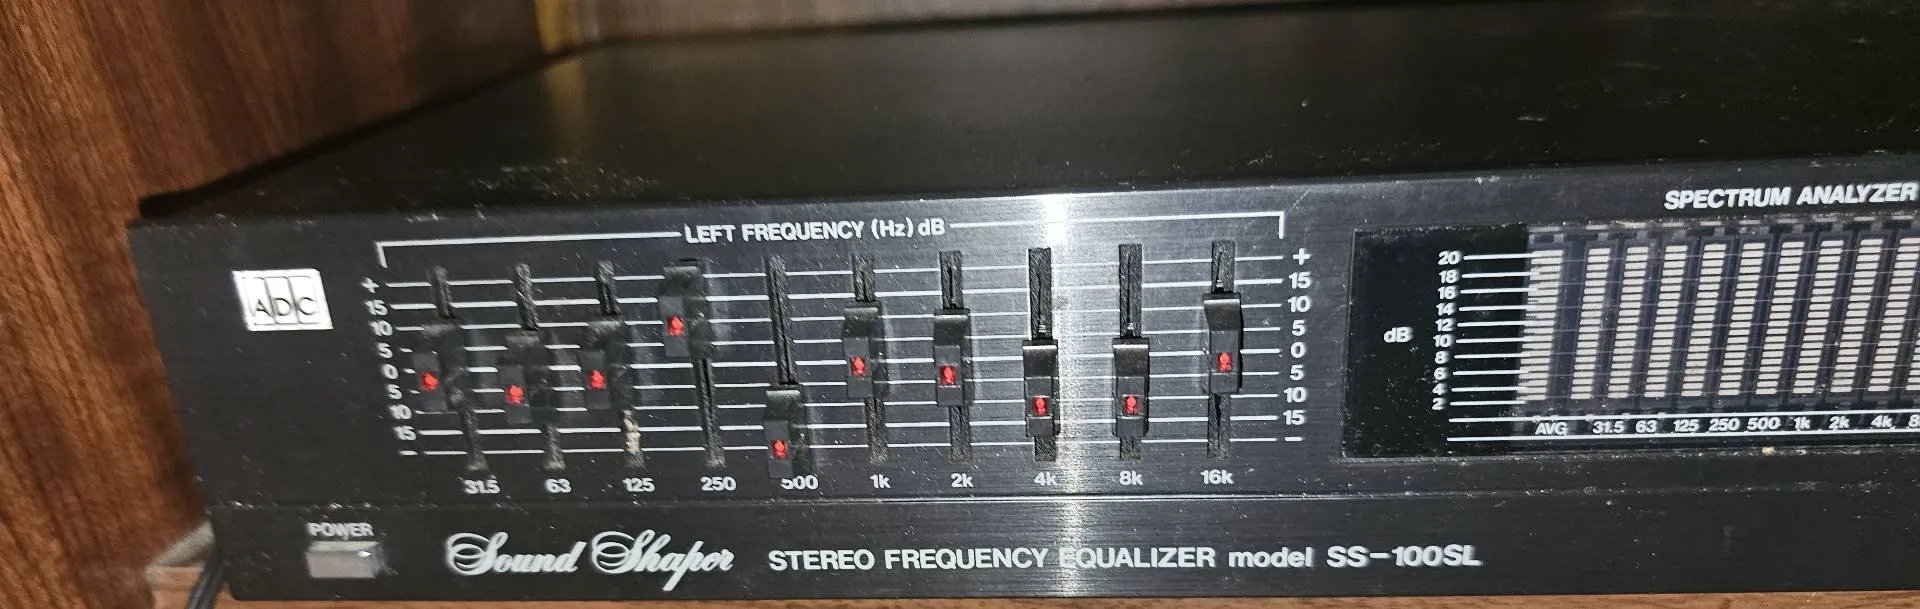 SPECTRUM ANALYZER
LEFT FREQUENCY (Hz) dB
ADC
+ 15 10 5 0 5 10 15 −
+ 15 10 5 0 5 10 15 −
31.5 63 125 250 500 1k 2k 4k 8k 16k
dB
20 18 16 14 12 10 8 6 4 2
AVG 31.5 63 125 250 500 1k 2k 4k
POWER
Sound Shaper STEREO FREQUENCY EQUALIZER model SS-100SL